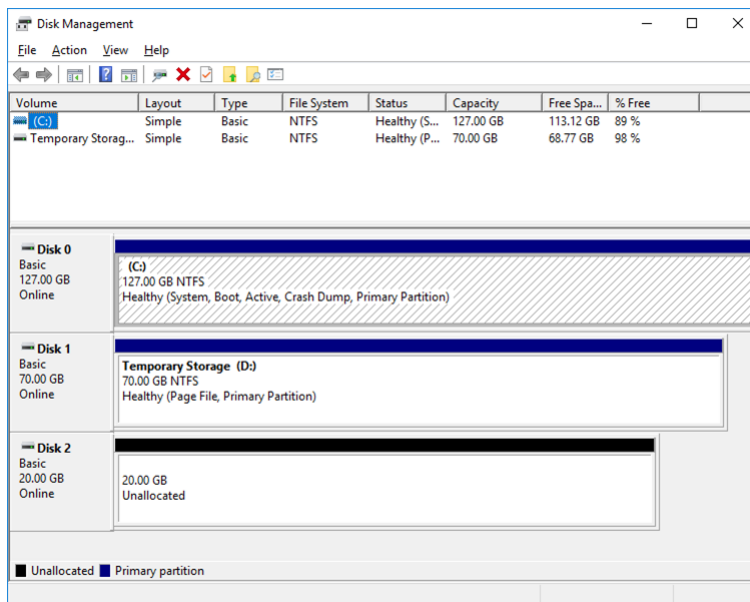 Disk Management
File Action View Help
Volume Layout Type File System Status Capacity Free Spa... % Free
(C:) Simple Basic NTFS Healthy (S... 127.00 GB 113.12 GB 89 %
Temporary Storag... Simple Basic NTFS Healthy (P... 70.00 GB 68.77 GB 98 %
Disk 0
Basic
127.00 GB
Online
(C:)
127.00 GB NTFS
Healthy (System, Boot, Active, Crash Dump, Primary Partition)
Disk 1
Basic
70.00 GB
Online
Temporary Storage (D:)
70.00 GB NTFS
Healthy (Page File, Primary Partition)
Disk 2
Basic
20.00 GB
Online
20.00 GB
Unallocated
Unallocated Primary partition